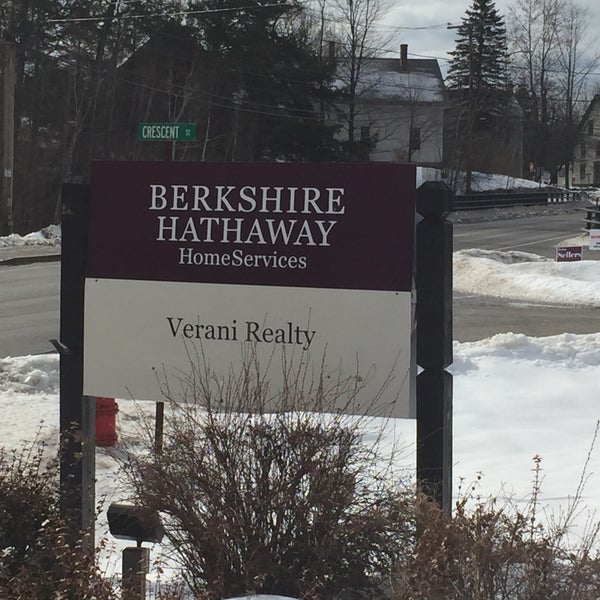 CRESCENT ST
BERKSHIRE
HATHAWAY
HomeServices
Verani Realty
Sellers